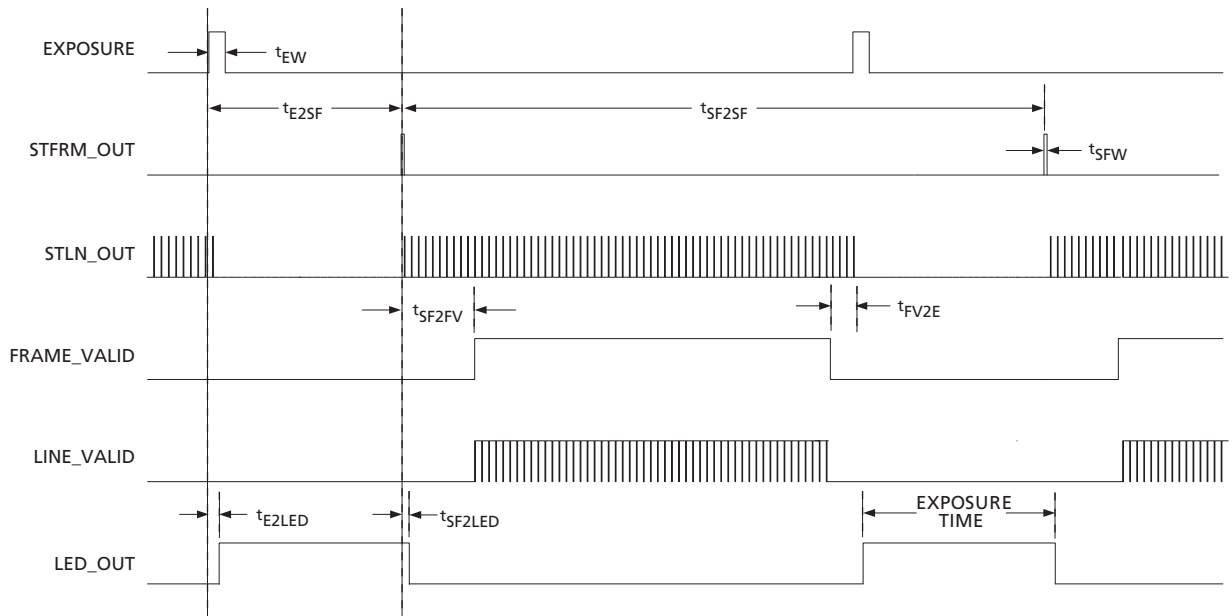 EXPOSURE
tEW
tE2SF
tSF2SF
STFRM_OUT
tSFW
STLN_OUT
tSF2FV
tFV2E
FRAME_VALID
LINE_VALID
tE2LED
tSF2LED
EXPOSURE
TIME
LED_OUT